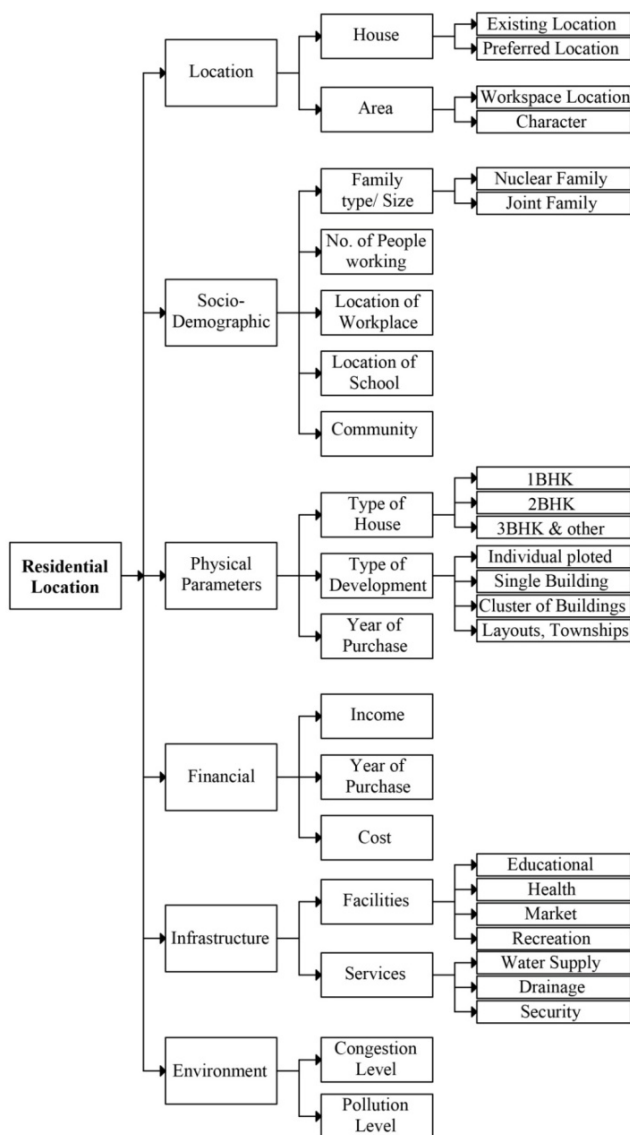 Residential
Location
Location
House
Existing Location
Preferred Location
Area
Workspace Location
Character
Socio-
Demographic
Family
type/ Size
Nuclear Family
Joint Family
No. of People
working
Location of
Workplace
Location of
School
Community
Physical
Parameters
Type of
House
1BHK
2BHK
3BHK & other
Type of
Development
Individual ploted
Single Building
Cluster of Buildings
Layouts, Townships
Year of
Purchase
Financial
Income
Year of
Purchase
Cost
Infrastructure
Facilities
Educational
Health
Market
Recreation
Services
Water Supply
Drainage
Security
Environment
Congestion
Level
Pollution
Level